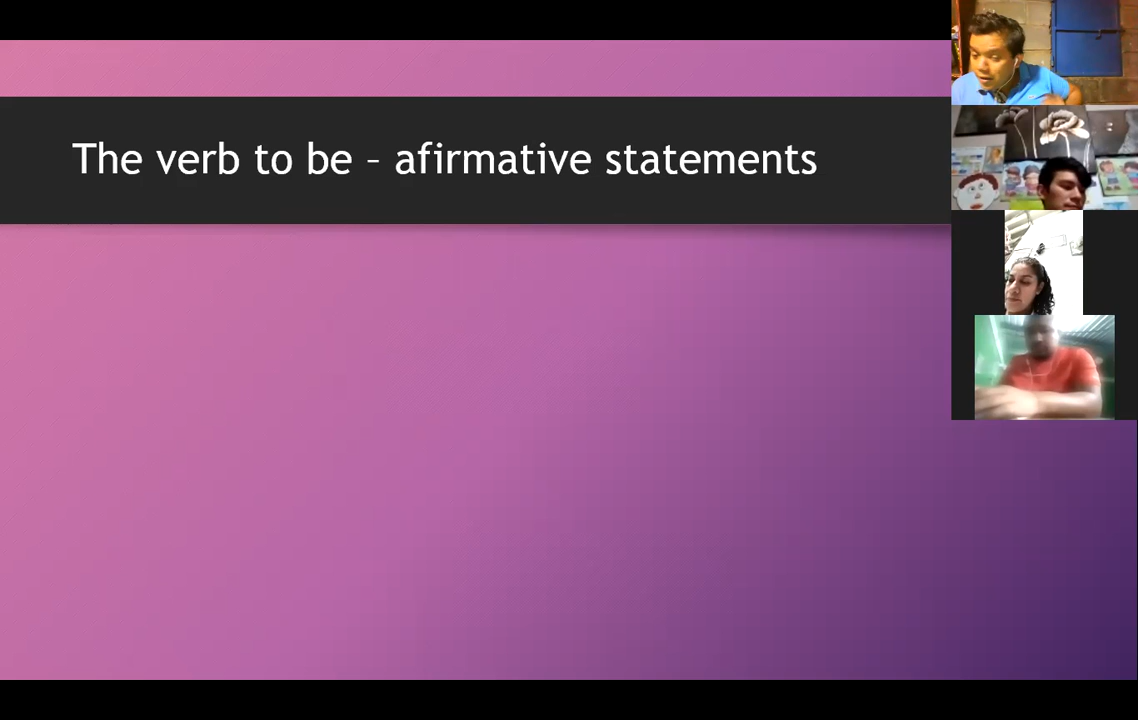 The verb to be – afirmative statements